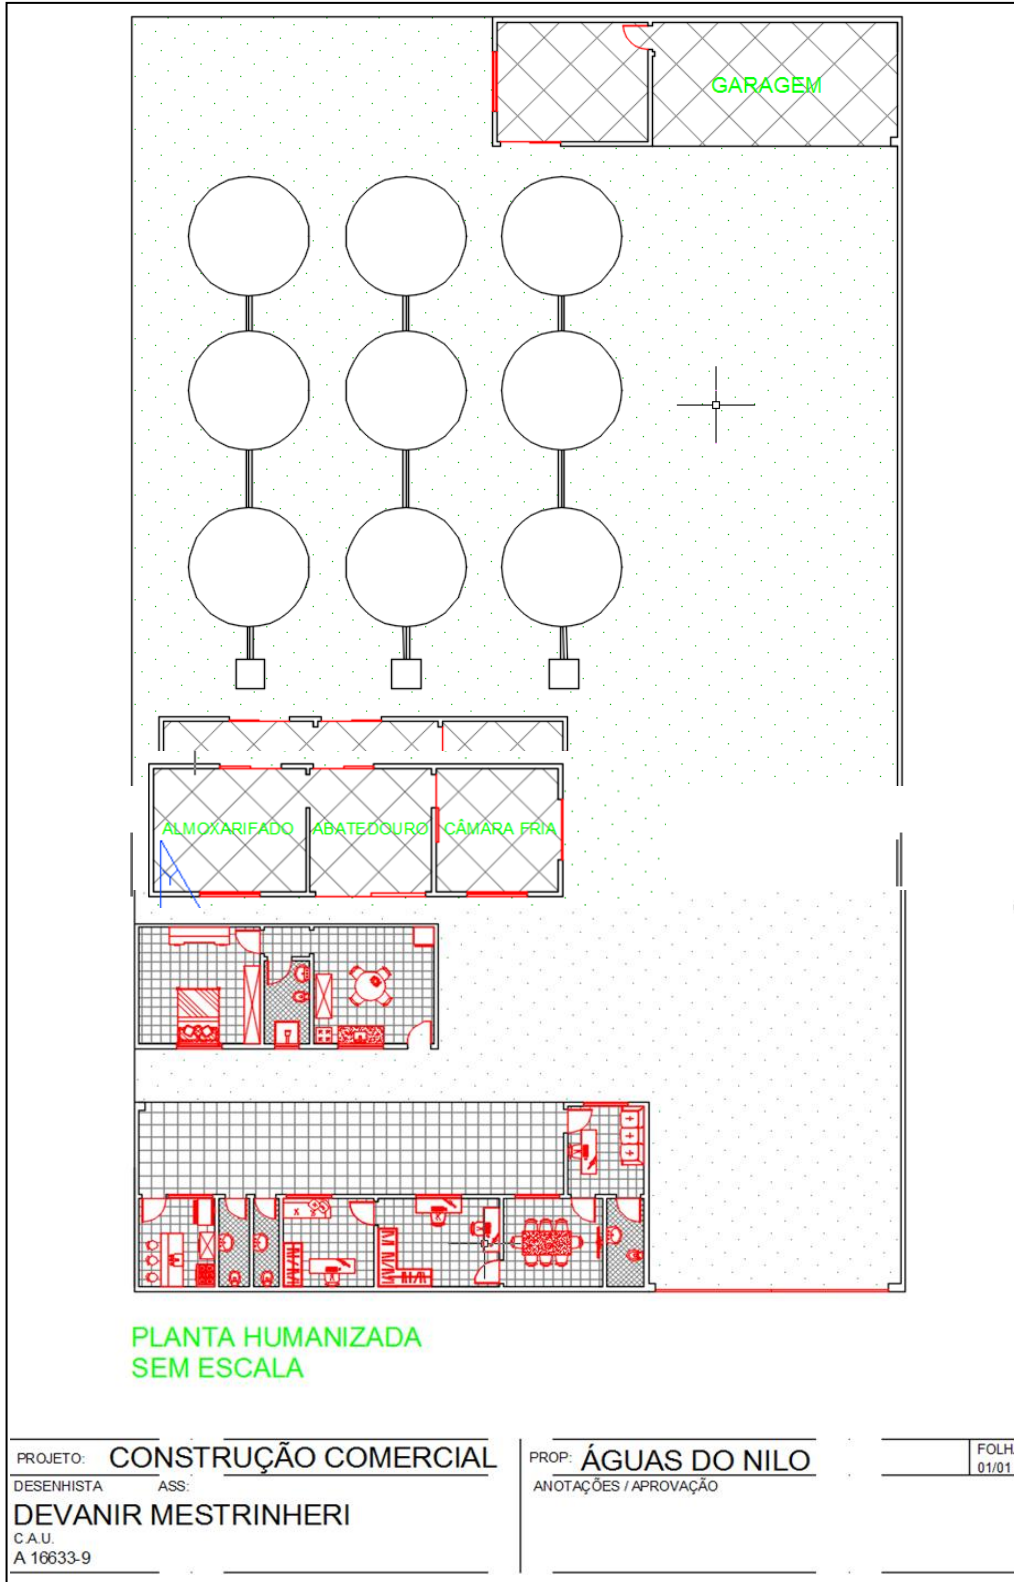 GARAGEM
ALMOXARIFADO
ABATEDOURO
CÂMARA FRIA
Y
PLANTA HUMANIZADA
SEM ESCALA
PROJETO: CONSTRUÇÃO COMERCIAL
DESENHISTA ASS:
DEVANIR MESTRINHERI
C.A.U.
A 16633-9
PROP: ÁGUAS DO NILO
ANOTAÇÕES / APROVAÇÃO
FOLHA
01/01